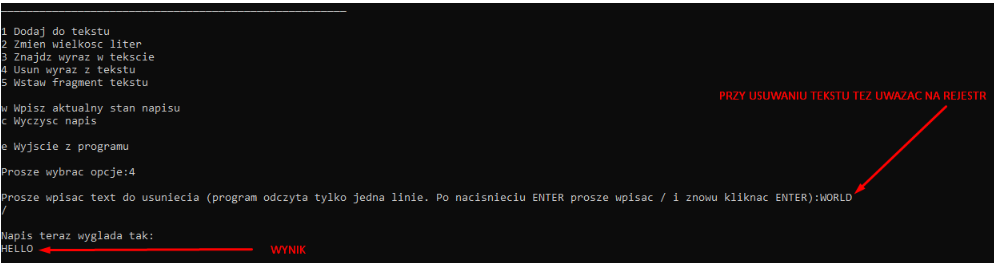 1 Dodaj do tekstu
2 Zmien wielkosc liter
3 Znajdz wyraz w tekscie
4 Usun wyraz z tekstu
5 Wstaw fragment tekstu
w Wpisz aktualny stan napisu
PRZY USUWANIU TEKSTU TEZ UWAZAC NA REJESTR
c Wyczysc napis
e Wyjscie z programu
Prosze wybrac opcje:4
Prosze wpisac text do usuniecia (program odczyta tylko jedna linie. Po nacisnieciu ENTER prosze wpisac / i znowu kliknac ENTER):WORLD
/
Napis teraz wyglada tak:
HELLO
WYNIK